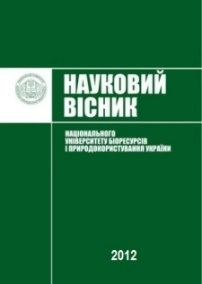 НАУКОВИЙ
ВІСНИК
НАЦІОНАЛЬНОГО
УНІВЕРСИТЕТУ БІОРЕСУРСІВ
І ПРИРОДОКОРИСТУВАННЯ УКРАЇНИ
2012